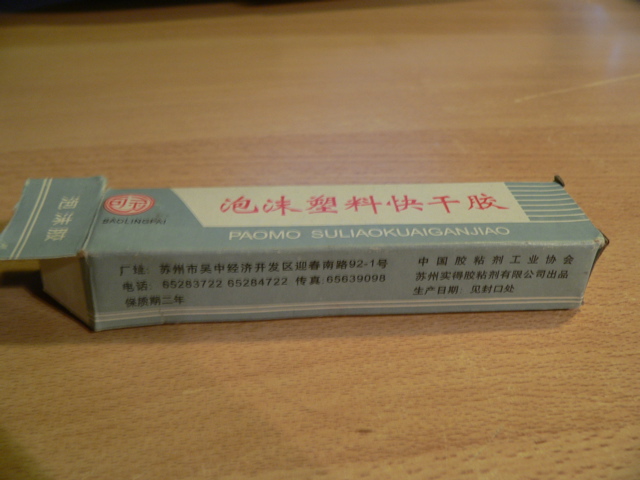 泡沫塑料快干胶
BAOLINGPAI
PAOMO SULIAOKUAIGANJIAO
厂址: 苏州市吴中经济开发区迎春南路92-1号
电话: 65283722 65284722 传真:65639098
保质期二年
中国胶粘剂工业协会
苏州实得胶粘剂有限公司出品
生产日期: 见封口处